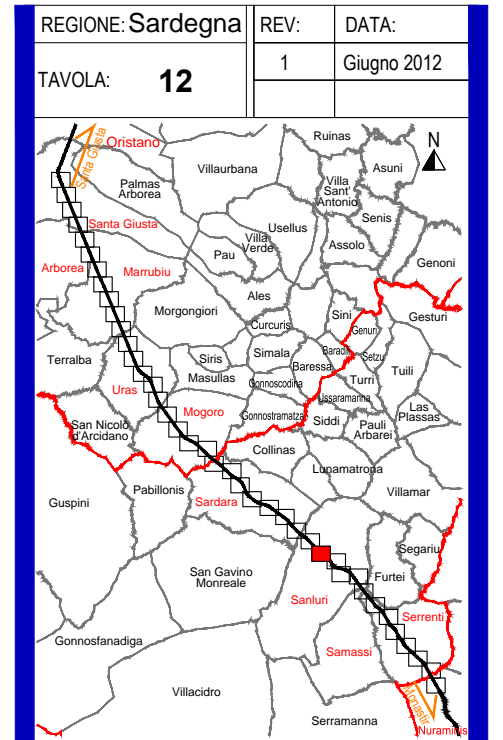 REGIONE: Sardegna
REV:
DATA:
TAVOLA: 12
1
Giugno 2012
Ruinas
N
Oristano
Santa Giusta
Villaurbana
Asuni
Palmas
Arborea
Villa
Sant'
Antonio
Senis
Santa Giusta
Usellus
Villa
Verde
Assolo
Pau
Genoni
Arborea
Marrubiu
Ales
Morgongiori
Sini
Gesturi
Curcuris
Genuri
Terralba
Siris
Simala
Baradili
Setzu
Masullas
Baressa
Tuili
Uras
Gonnoscodina
Turri
Ussaramanna
Mogoro
Gonnostramatza
Siddi
Las
Plassas
San Nicolò
d'Arcidano
Pauli
Arbarei
Collinas
Lunamatrona
Pabillonis
Villamar
Guspini
Sardara
Segariu
San Gavino
Monreale
Furtei
Sanluri
Serrenti
Gonnosfanadiga
Samassi
Villacidro
Monastir
Serramanna
Nuraminis